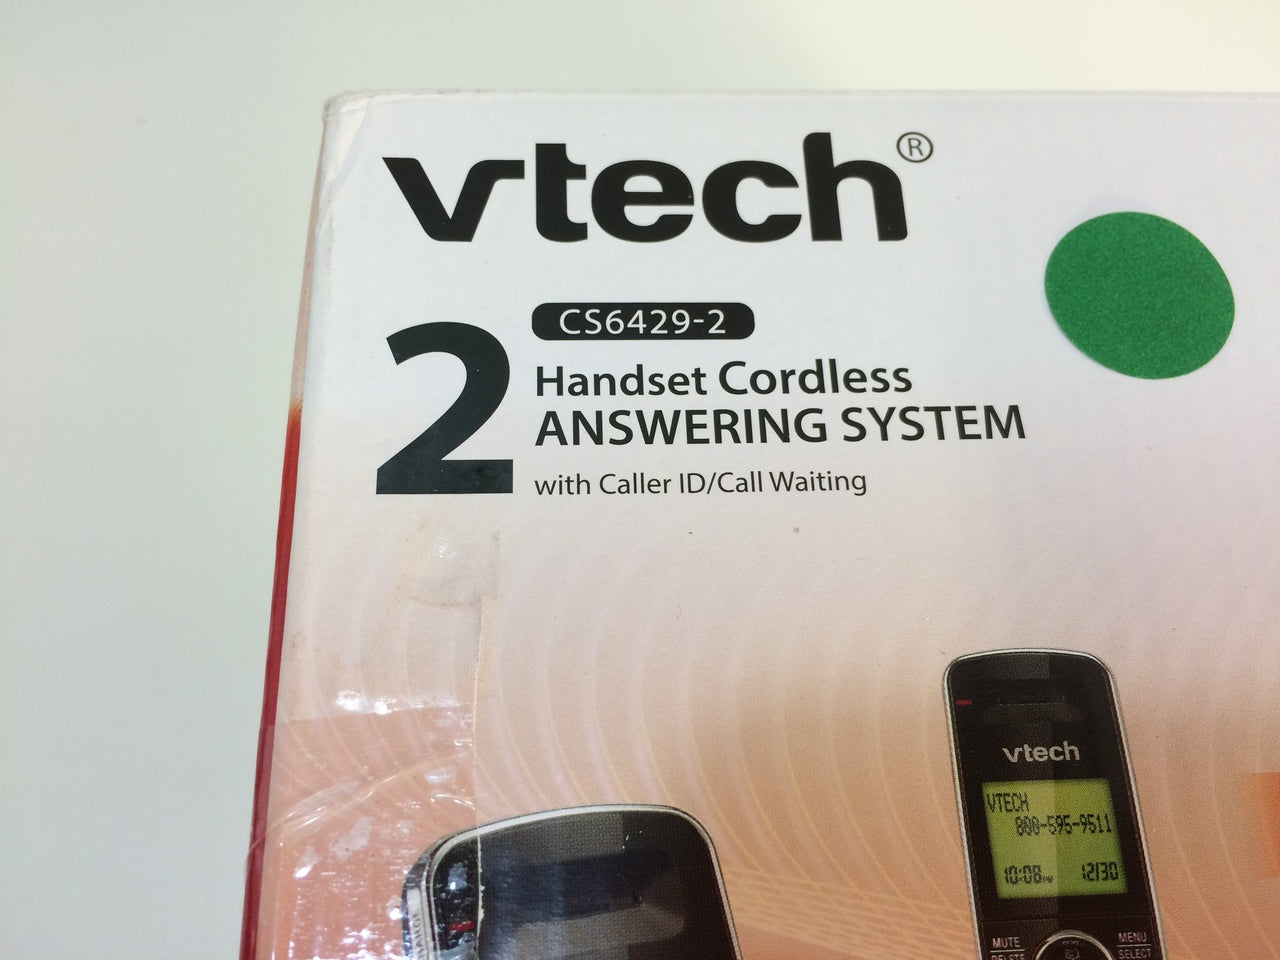 vtech®
CS6429-2
2 Handset Cordless
ANSWERING SYSTEM
with Caller ID/Call Waiting
vtech
VTECH
800-595-9511
10:08PM 12/30
MUTE MENU
DELETE SELECT